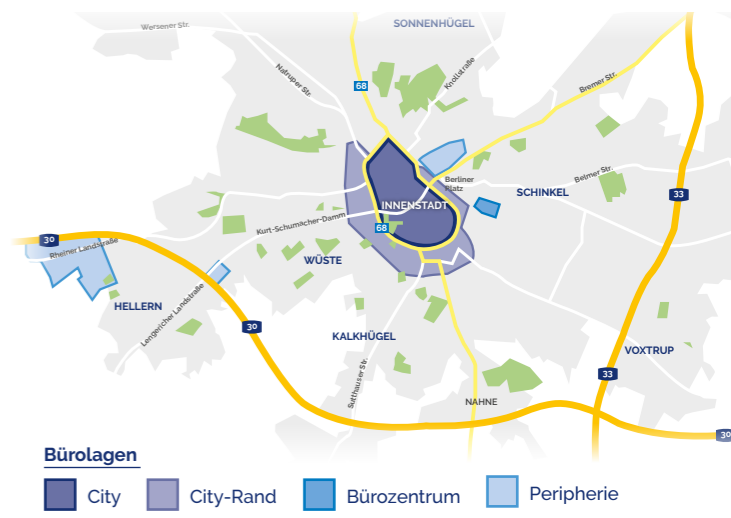 SONNENHÜGEL
Wersener Str.
Natruper Str.
Knollstraße
Bremer Str.
68
Berliner
Platz
Belmer Str.
SCHINKEL
33
INNENSTADT
Kurt-Schumacher-Damm
68
30
Rheiner Landstraße
WÜSTE
HELLERN
Lengericher Landstraße
30
KALKHÜGEL
VOXTRUP
Sutthauser Str.
33
NAHNE
30
Bürolagen
City
City-Rand
Bürozentrum
Peripherie